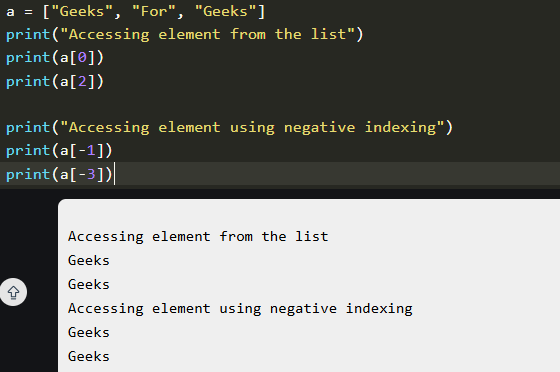 a = ["Geeks", "For", "Geeks"]
print("Accessing element from the list")
print(a[0])
print(a[2])
print("Accessing element using negative indexing")
print(a[-1])
print(a[-3])
Accessing element from the list
Geeks
Geeks
Accessing element using negative indexing
Geeks
Geeks